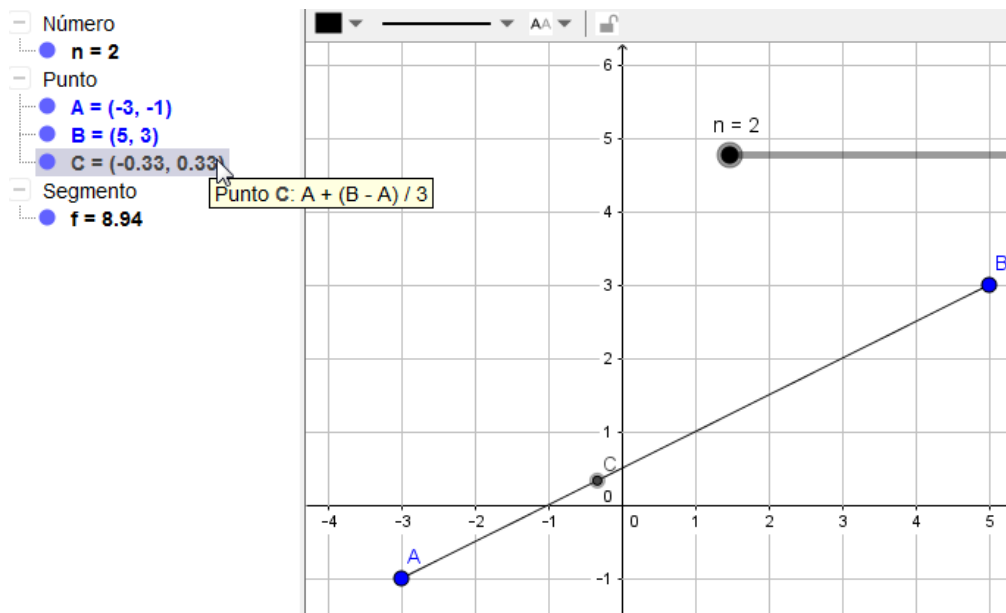 Número
n = 2
Punto
A = (-3, -1)
B = (5, 3)
C = (-0.33, 0.33)
Punto C: A + (B - A) / 3
Segmento
f = 8.94
AA
6
n = 2
5
4
B
3
2
1
C
0
-4 -3 -2 -1 0 1 2 3 4 5
A
-1